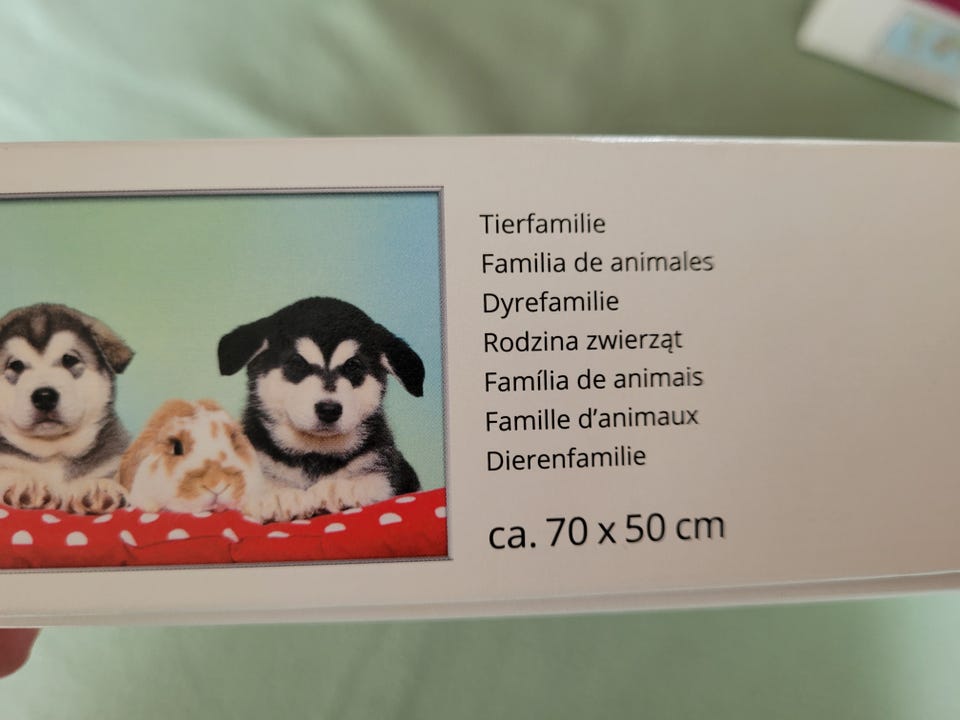 Tierfamilie
Familia de animales
Dyrefamilie
Rodzina zwierząt
Família de animais
Famille d’animaux
Dierenfamilie
ca. 70 x 50 cm